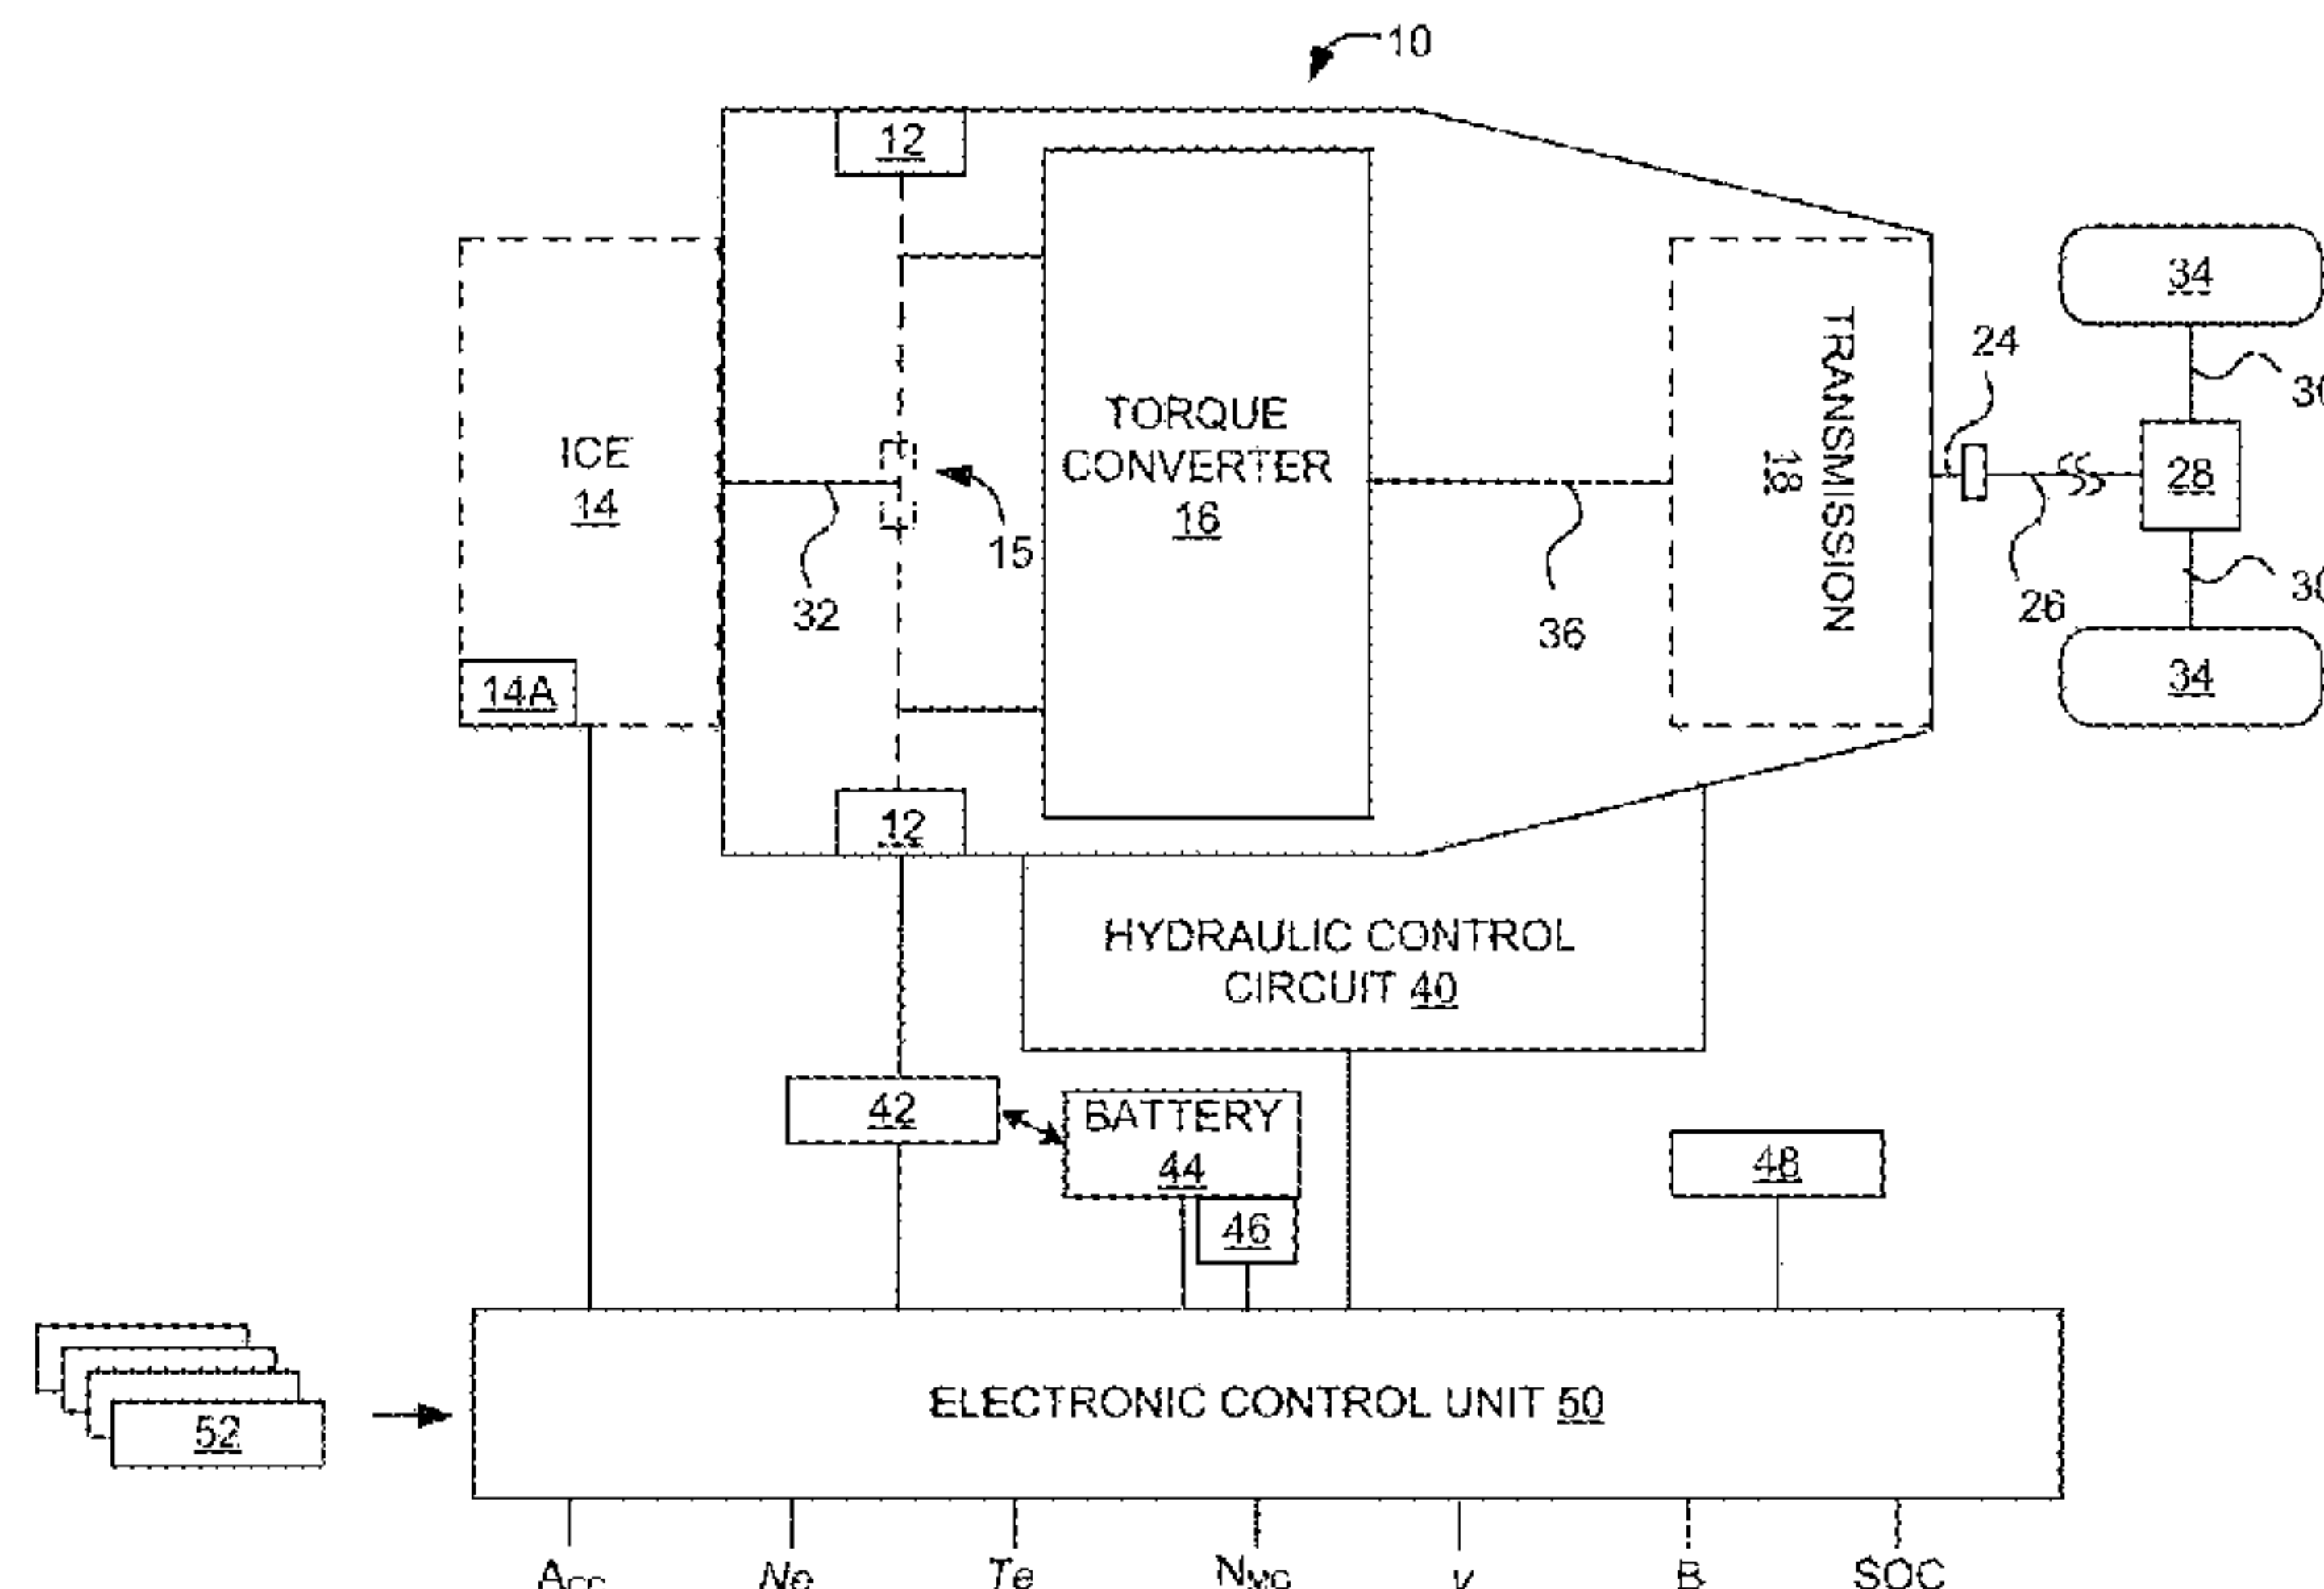 10
12
ICE
14
14A
32
15
TORQUE
CONVERTER
16
36
TRANSMISSION
18
24
26
28
34
30
30
34
12
HYDRAULIC CONTROL
CIRCUIT 40
42
BATTERY
44
46
48
52
ELECTRONIC CONTROL UNIT 50
Acc
Ne
Te
NMG
v
B
SOC